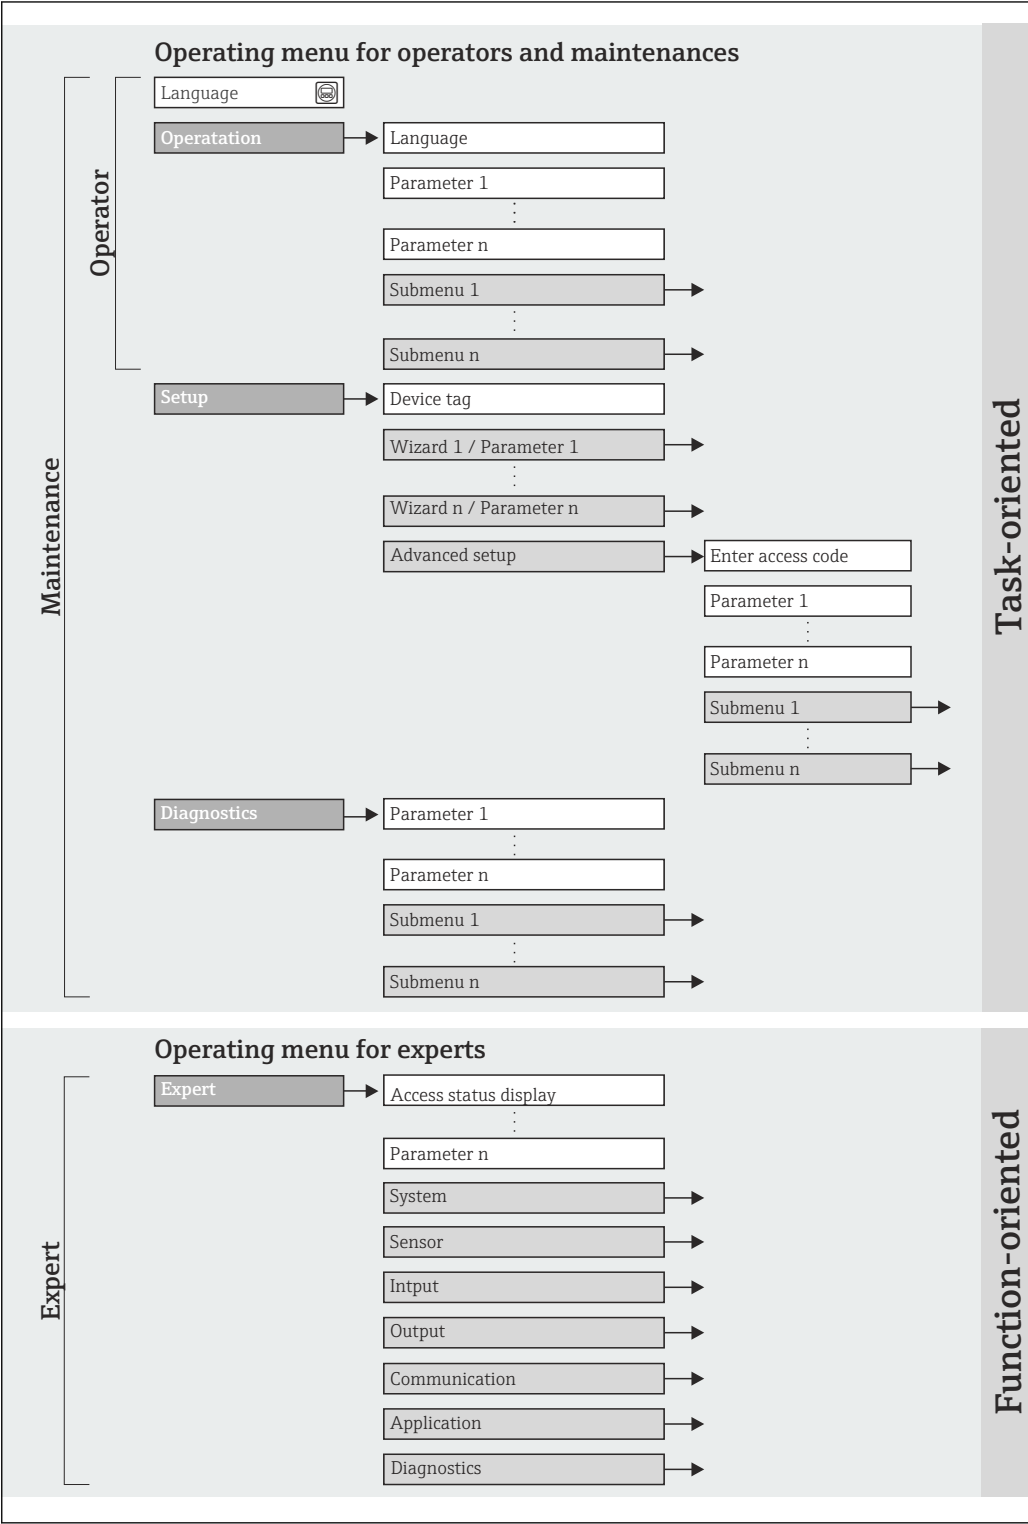 Operating menu for operators and maintenances
Language
Operatation
Language
Parameter 1
Parameter n
Submenu 1
Submenu n
Operator
Setup
Device tag
Wizard 1 / Parameter 1
Wizard n / Parameter n
Advanced setup
Enter access code
Parameter 1
Parameter n
Submenu 1
Submenu n
Maintenance
Task-oriented
Diagnostics
Parameter 1
Parameter n
Submenu 1
Submenu n
Operating menu for experts
Expert
Access status display
Parameter n
System
Sensor
Intput
Output
Communication
Application
Diagnostics
Expert
Function-oriented